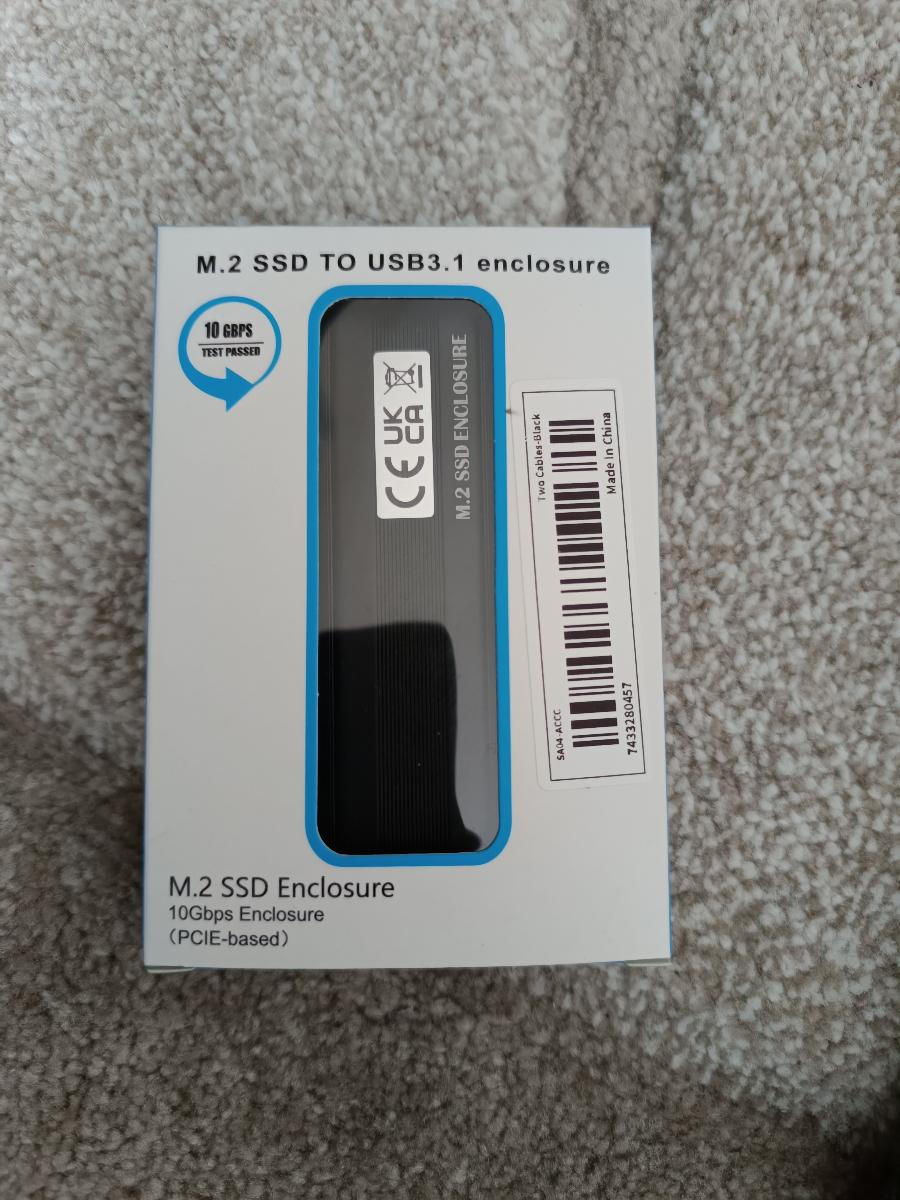 M.2 SSD TO USB3.1 enclosure
10 GBPS
TEST PASSED
CE UK
CA
M.2 SSD ENCLOSURE
Two Cables-Black
Made In China
SA04-ACCC
7433280457
M.2 SSD Enclosure
10Gbps Enclosure
（PCIE-based）